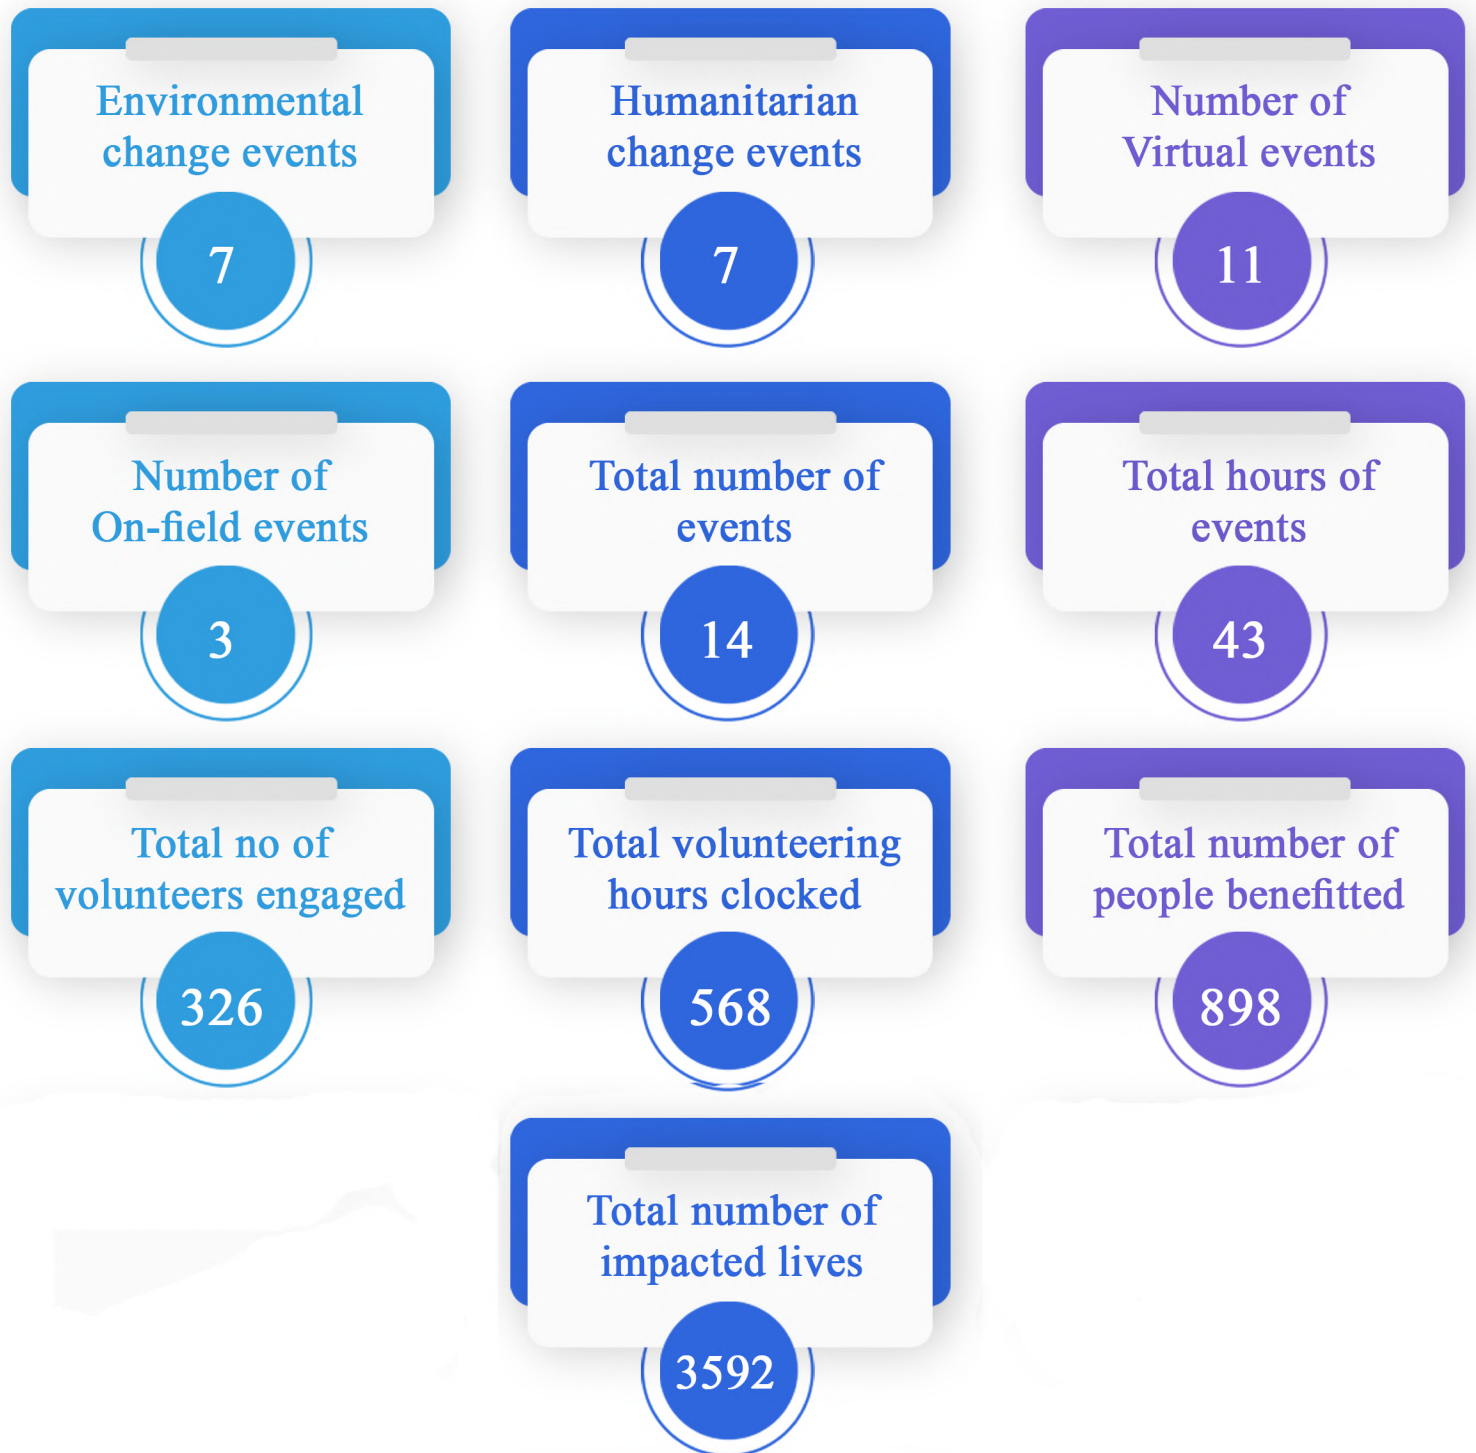 Environmental
change events
7
Humanitarian
change events
7
Number of
Virtual events
11
Number of
On-field events
3
Total number of
events
14
Total hours of
events
43
Total no of
volunteers engaged
326
Total volunteering
hours clocked
568
Total number of
people benefitted
898
Total number of
impacted lives
3592